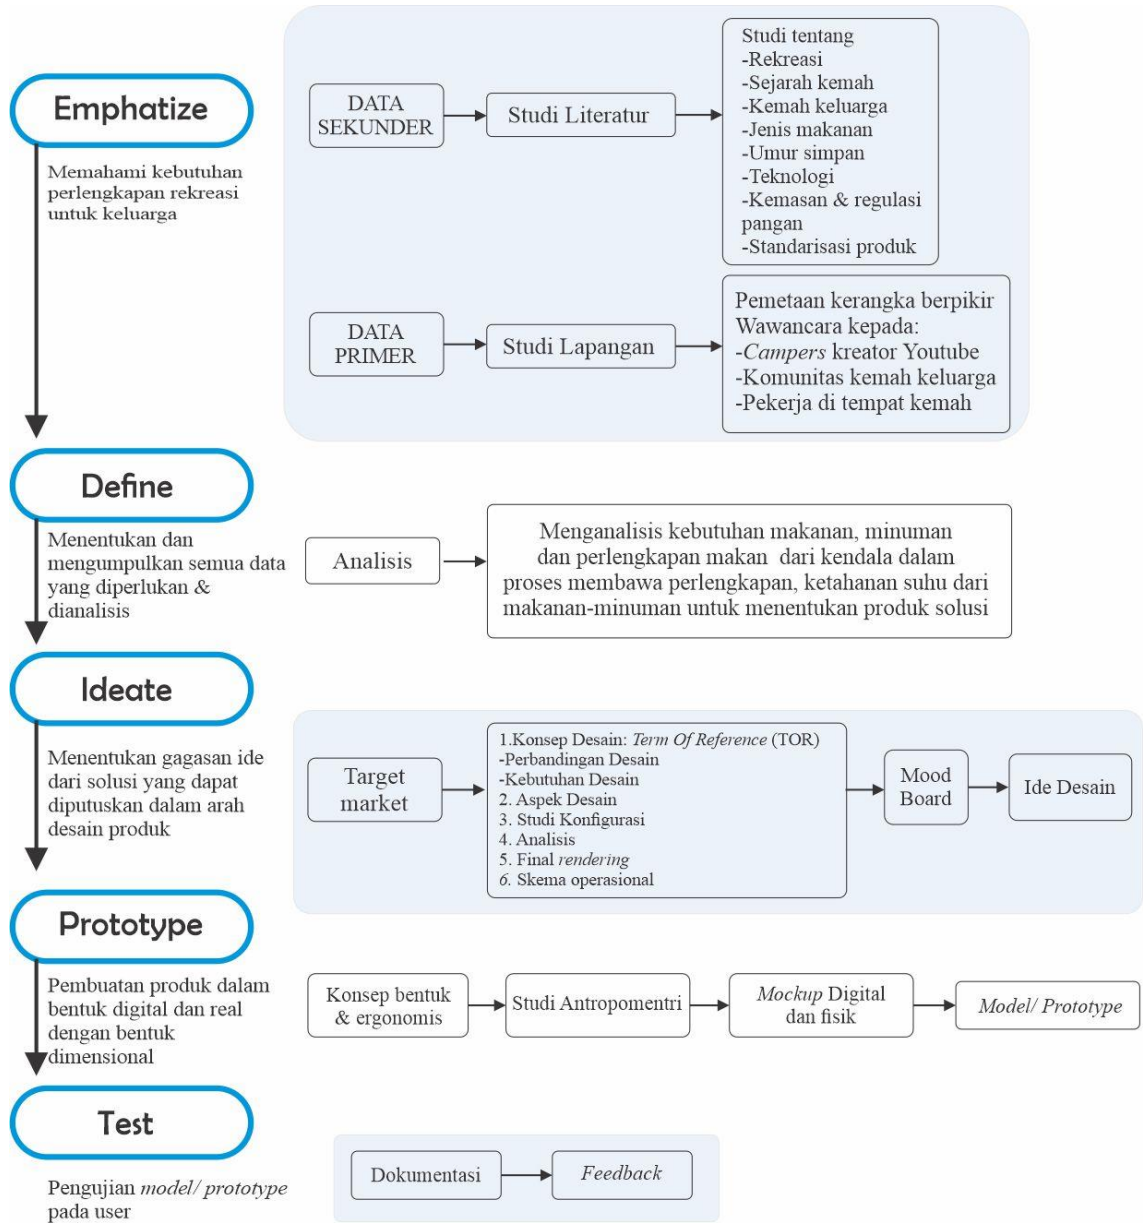 Emphatize
Memahami kebutuhan
perlengkapan rekreasi
untuk keluarga
DATA
SEKUNDER
Studi Literatur
Studi tentang
-Rekreasi
-Sejarah kemah
-Kemah keluarga
-Jenis makanan
-Umur simpan
-Teknologi
-Kemasan & regulasi
pangan
-Standarisasi produk
DATA
PRIMER
Studi Lapangan
Pemetaan kerangka berpikir
Wawancara kepada:
-Campers kreator Youtube
-Komunitas kemah keluarga
-Pekerja di tempat kemah
Define
Menentukan dan
mengumpulkan semua data
yang diperlukan &
dianalisis
Analisis
Menganalisis kebutuhan makanan, minuman
dan perlengkapan makan dari kendala dalam
proses membawa perlengkapan, ketahanan suhu dari
makanan-minuman untuk menentukan produk solusi
Ideate
Menentukan gagasan ide
dari solusi yang dapat
diputuskan dalam arah
desain produk
Target
market
1.Konsep Desain: Term Of Reference (TOR)
-Perbandingan Desain
-Kebutuhan Desain
2. Aspek Desain
3. Studi Konfigurasi
4. Analisis
5. Final rendering
6. Skema operasional
Mood
Board
Ide Desain
Prototype
Pembuatan produk dalam
bentuk digital dan real
dengan bentuk
dimensional
Konsep bentuk
& ergonomis
Studi Antropomentri
Mockup Digital
dan fisik
Model/ Prototype
Test
Pengujian model/ prototype
pada user
Dokumentasi
Feedback